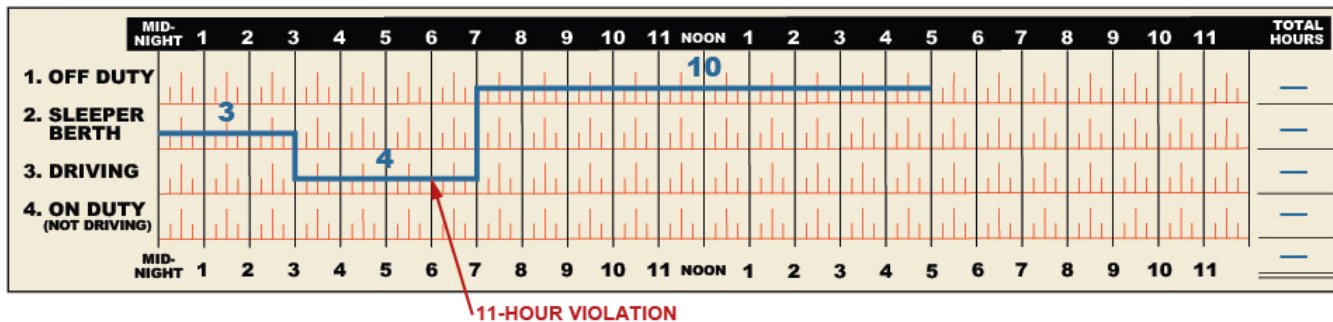 MID-NIGHT 1 2 3 4 5 6 7 8 9 10 11 NOON 1 2 3 4 5 6 7 8 9 10 11 TOTAL HOURS
10
1. OFF DUTY
3
2. SLEEPER BERTH
4
3. DRIVING
4. ON DUTY
(NOT DRIVING)
MID-NIGHT 1 2 3 4 5 6 7 8 9 10 11 NOON 1 2 3 4 5 6 7 8 9 10 11
11-HOUR VIOLATION